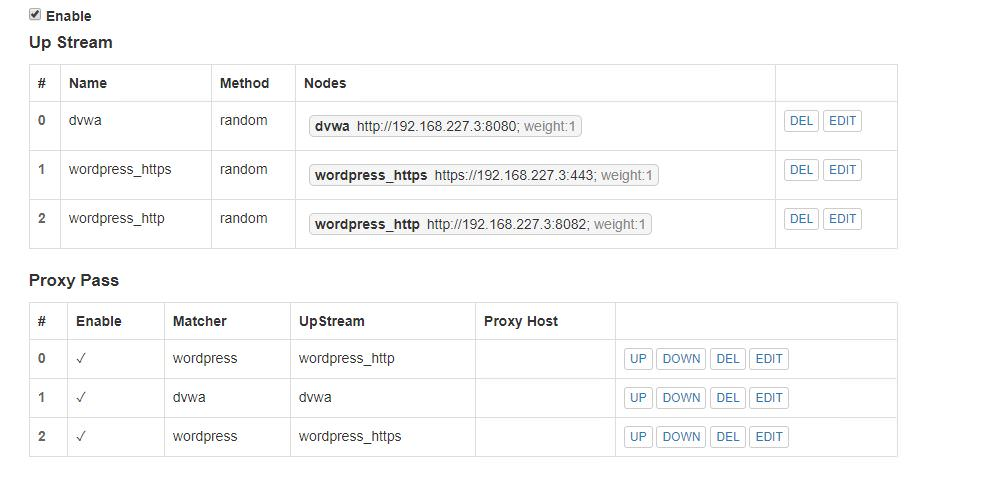 Enable
Up Stream
# Name Method Nodes
0 dvwa random dvwa http://192.168.227.3:8080; weight:1 DEL EDIT
1 wordpress_https random wordpress_https https://192.168.227.3:443; weight:1 DEL EDIT
2 wordpress_http random wordpress_http http://192.168.227.3:8082; weight:1 DEL EDIT
Proxy Pass
# Enable Matcher UpStream Proxy Host
0 ✓ wordpress wordpress_http UP DOWN DEL EDIT
1 ✓ dvwa dvwa UP DOWN DEL EDIT
2 ✓ wordpress wordpress_https UP DOWN DEL EDIT